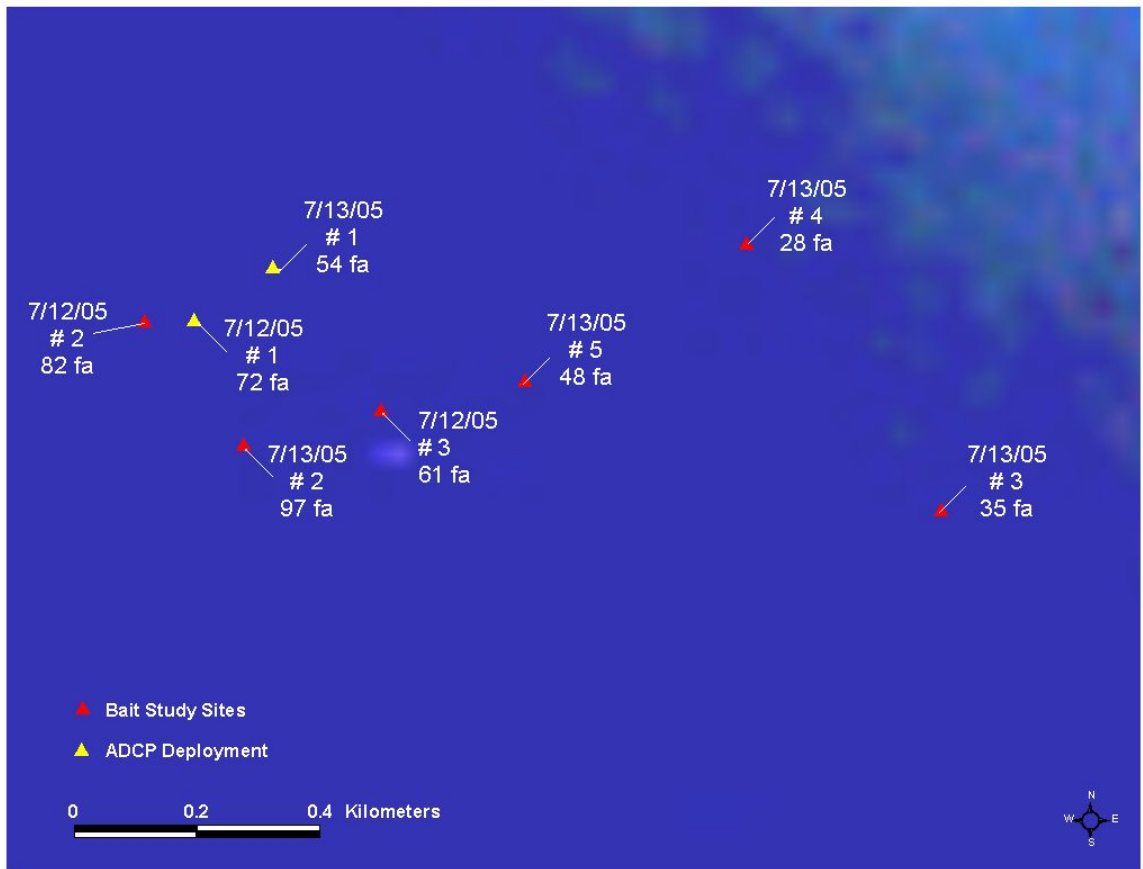 7/13/05
# 4
28 fa
7/13/05
# 1
54 fa
7/12/05
# 2
82 fa
7/12/05
# 1
72 fa
7/13/05
# 5
48 fa
7/12/05
# 3
61 fa
7/13/05
# 2
97 fa
7/13/05
# 3
35 fa
Bait Study Sites
ADCP Deployment
0 0.2 0.4 Kilometers
N
W E
S